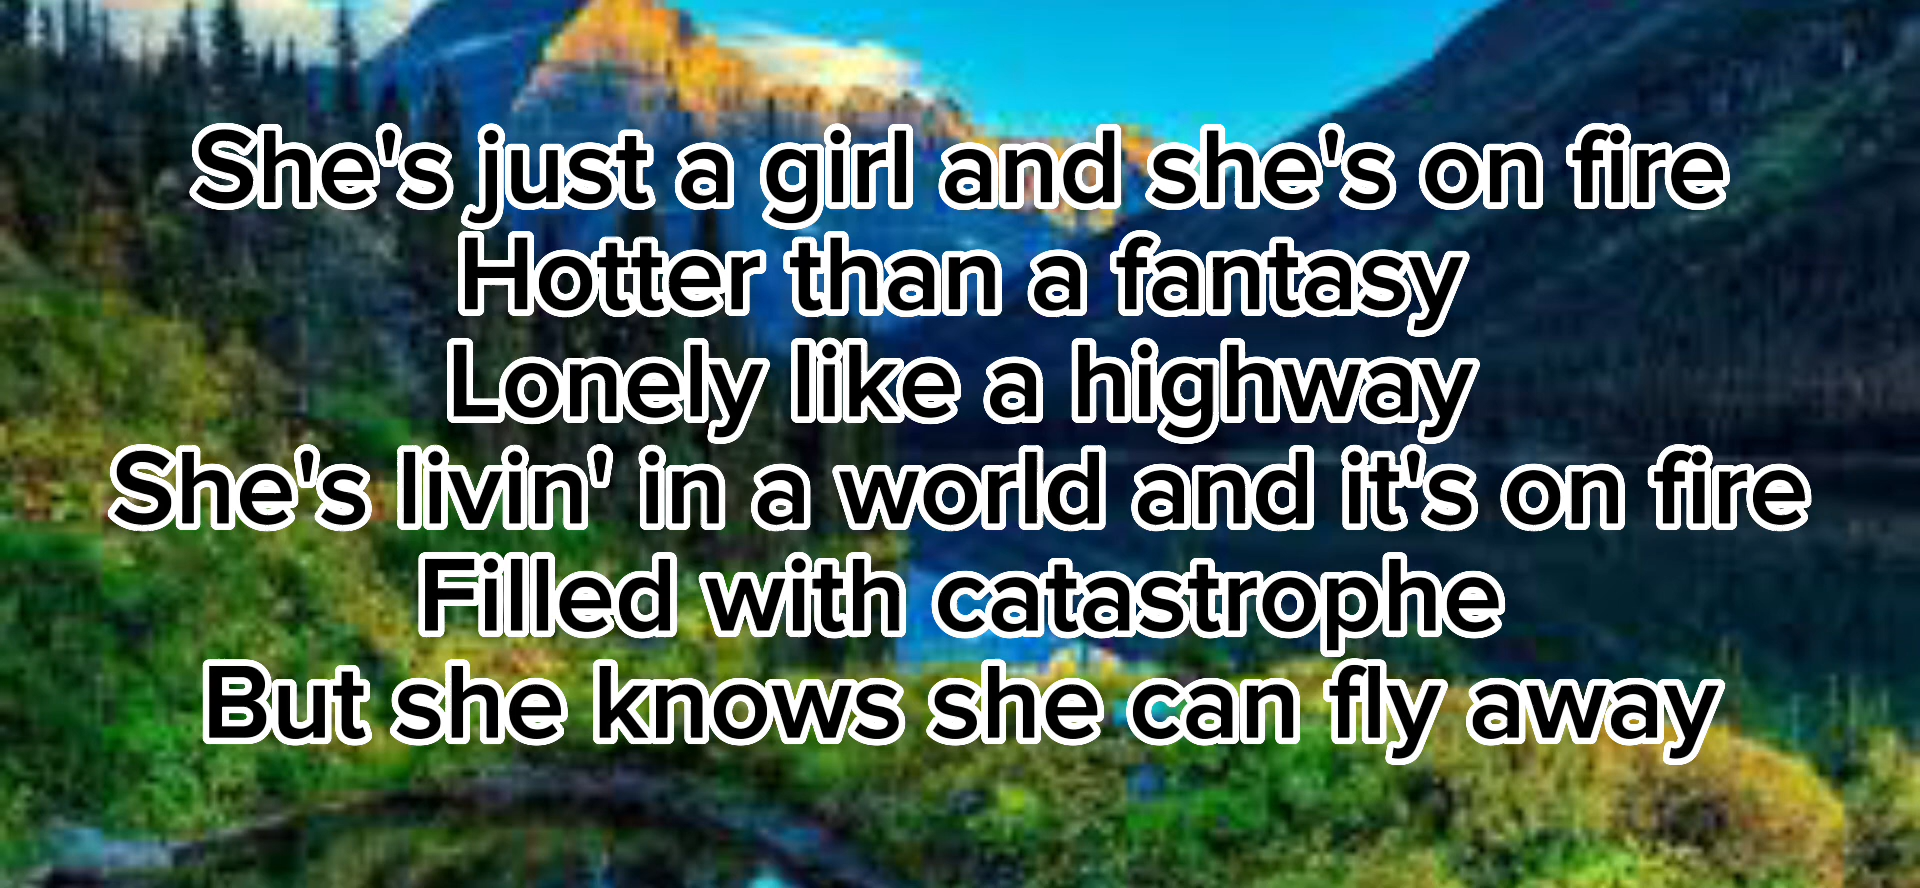 She's just a girl and she's on fire
Hotter than a fantasy
Lonely like a highway
She's livin' in a world and it's on fire
Filled with catastrophe
But she knows she can fly away